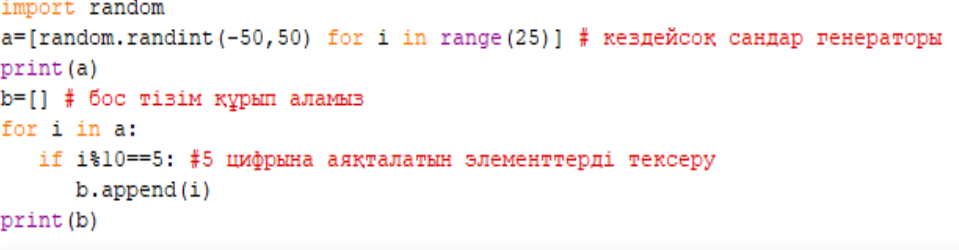 import random
a=[random.randint(-50,50) for i in range(25)] # кездейсоқ сандар генераторы
print(a)
b=[] # бос тізім құрып аламыз
for i in a:
   if i%10==5: #5 цифрына аяқталатын элементтерді тексеру
      b.append(i)
print(b)